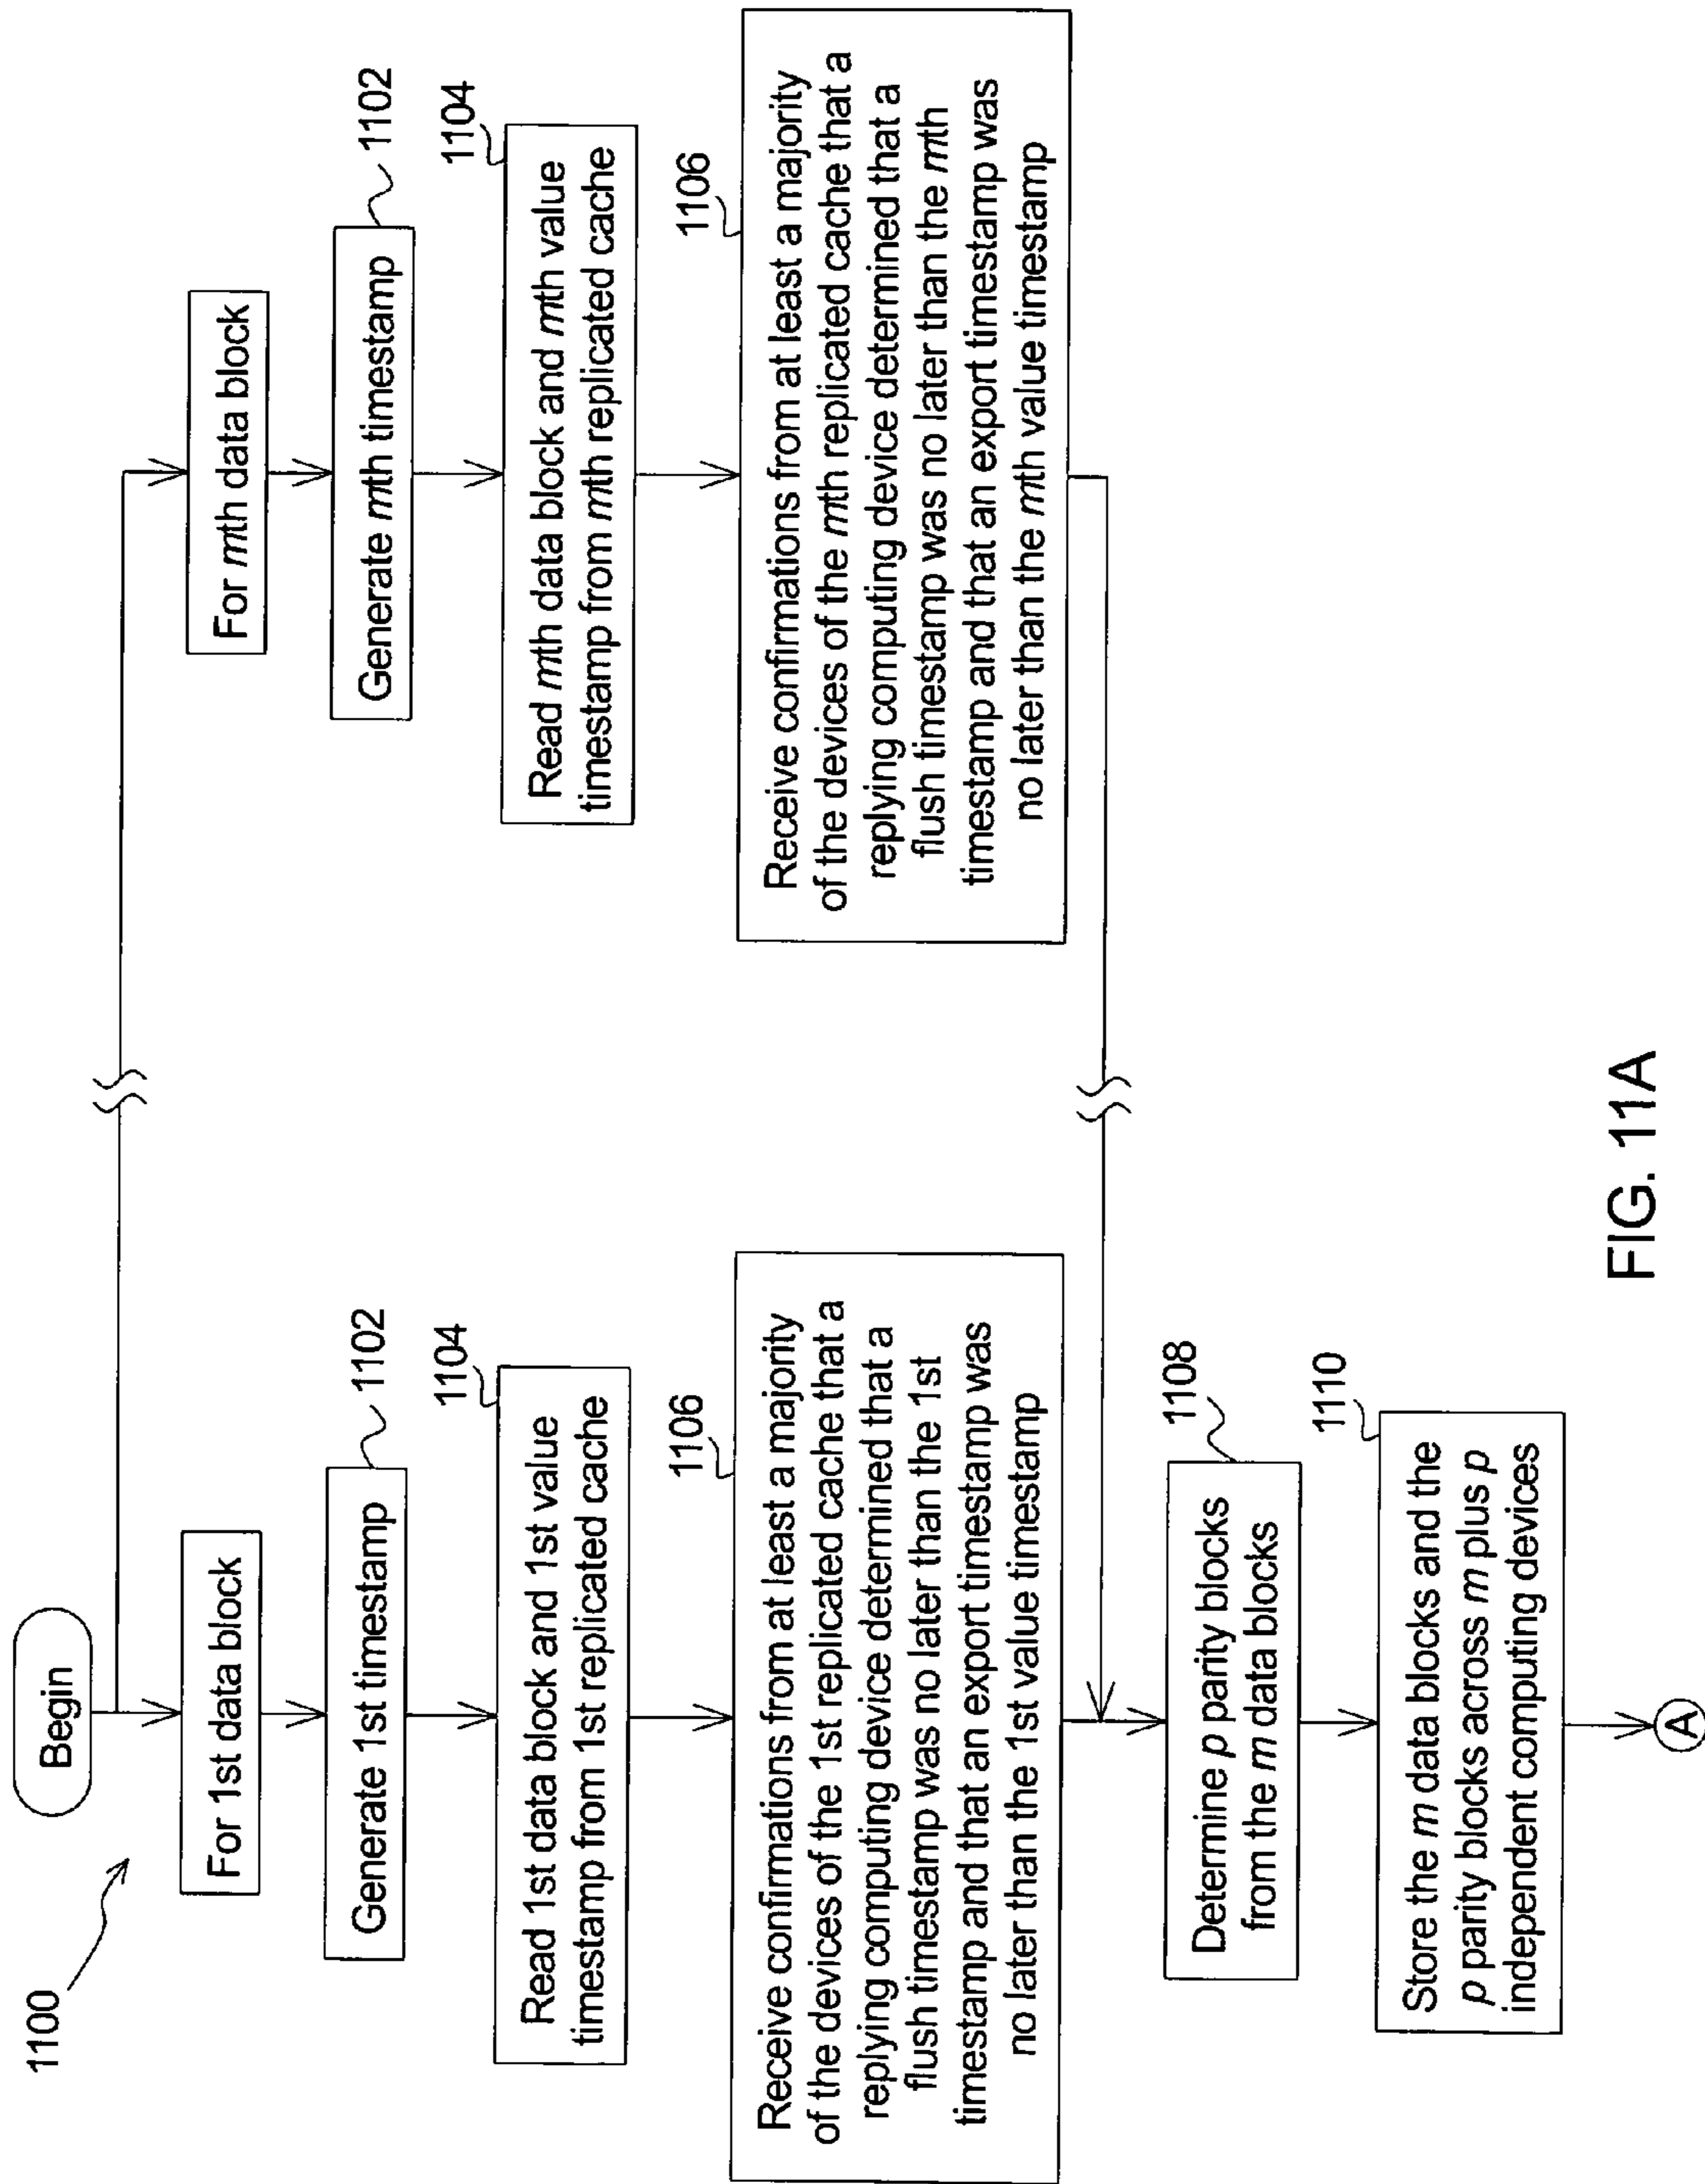 1100
Begin
For 1st data block
Generate 1st timestamp
1102
Read 1st data block and 1st value
timestamp from 1st replicated cache
1104
Receive confirmations from at least a majority
of the devices of the 1st replicated cache that a
replying computing device determined that a
flush timestamp was no later than the 1st
timestamp and that an export timestamp was
no later than the 1st value timestamp
1106
For mth data block
Generate mth timestamp
1102
Read mth data block and mth value
timestamp from mth replicated cache
1104
Receive confirmations from at least a majority
of the devices of the mth replicated cache that a
replying computing device determined that a
flush timestamp was no later than the mth
timestamp and that an export timestamp was
no later than the mth value timestamp
1106
Determine p parity blocks
from the m data blocks
1108
Store the m data blocks and the
p parity blocks across m plus p
independent computing devices
1110
A
FIG. 11A